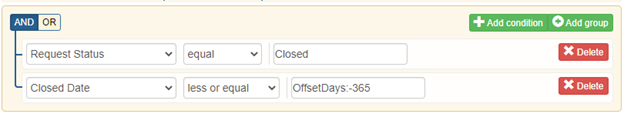 AND OR Add condition Add group
Request Status equal Closed Delete
Closed Date less or equal OffsetDays:-365 Delete